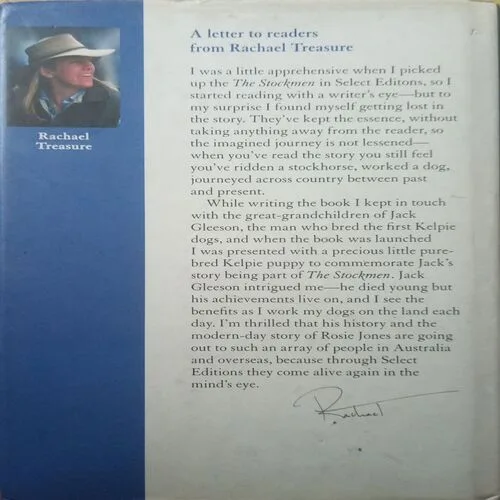 A letter to readers
from Rachael Treasure
I was a little apprehensive when I picked
up the The Stockmen in Select Editons, so I
started reading with a writer's eye—but to
my surprise I found myself getting lost in
the story. They've kept the essence, without
taking anything away from the reader, so
the imagined journey is not lessened—
when you've read the story you still feel
you've ridden a stockhorse, worked a dog,
journeyed across country between past
and present.
While writing the book I kept in touch
with the great-grandchildren of Jack
Gleeson, the man who bred the first Kelpie
dogs, and when the book was launched
I was presented with a precious little pure-
bred Kelpie puppy to commemorate Jack's
story being part of The Stockmen. Jack
Gleeson intrigued me—he died young but
his achievements live on, and I see the
benefits as I work my dogs on the land each
day. I'm thrilled that his history and the
modern-day story of Rosie Jones are going
out to such an array of people in Australia
and overseas, because through Select
Editions they come alive again in the
mind's eye.
Rachael
Rachael
Treasure